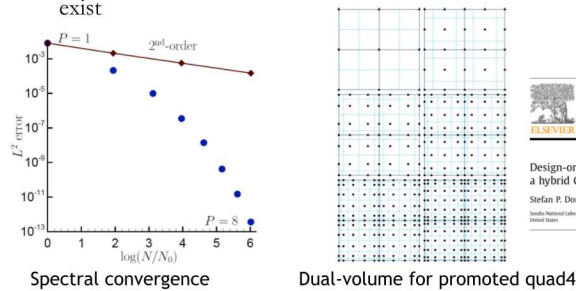 exist
P = 1
2nd-order
10-3
10-5
10-7
10-9
10-11
10-13
L2 error
P = 8
0 1 2 3 4 5 6
log(N/N0)
Spectral convergence
Dual-volume for promoted quad4
ELSEVIER
Design-or
a hybrid C
Stefan P. Do
Sandia National Labo
United States